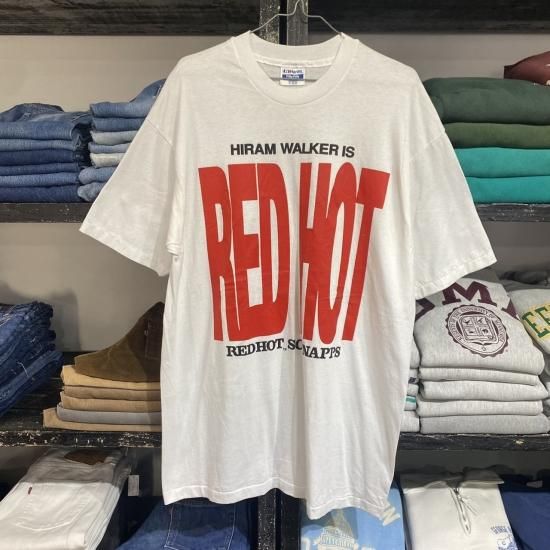 HIRAM WALKER IS
RED HOT
REDHOT SCHNAPPS